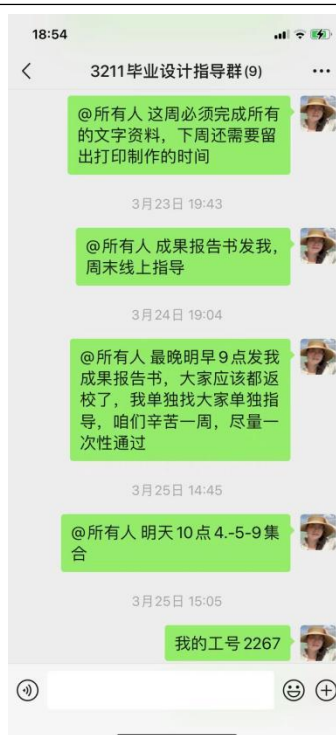 18:54
3211毕业设计指导群(9)
@所有人 这周必须完成所有
的文字资料，下周还需要留
出打印制作的时间
3月23日 19:43
@所有人 成果报告书发我，
周末线上指导
3月24日 19:04
@所有人 最晚明早9点发我
成果报告书，大家应该都返
校了，我单独找大家单独指
导，咱们辛苦一周，尽量一
次性通过
3月25日 14:45
@所有人 明天10点4.-5-9集
合
3月25日 15:05
我的工号 2267